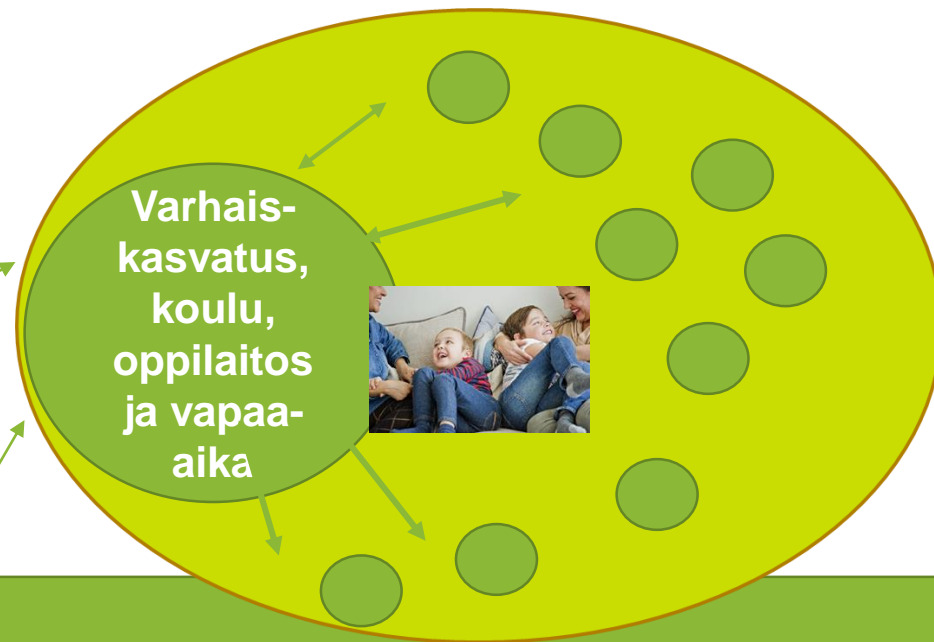 Varhais-
kasvatus,
koulu,
oppilaitos
ja vapaa-
aika